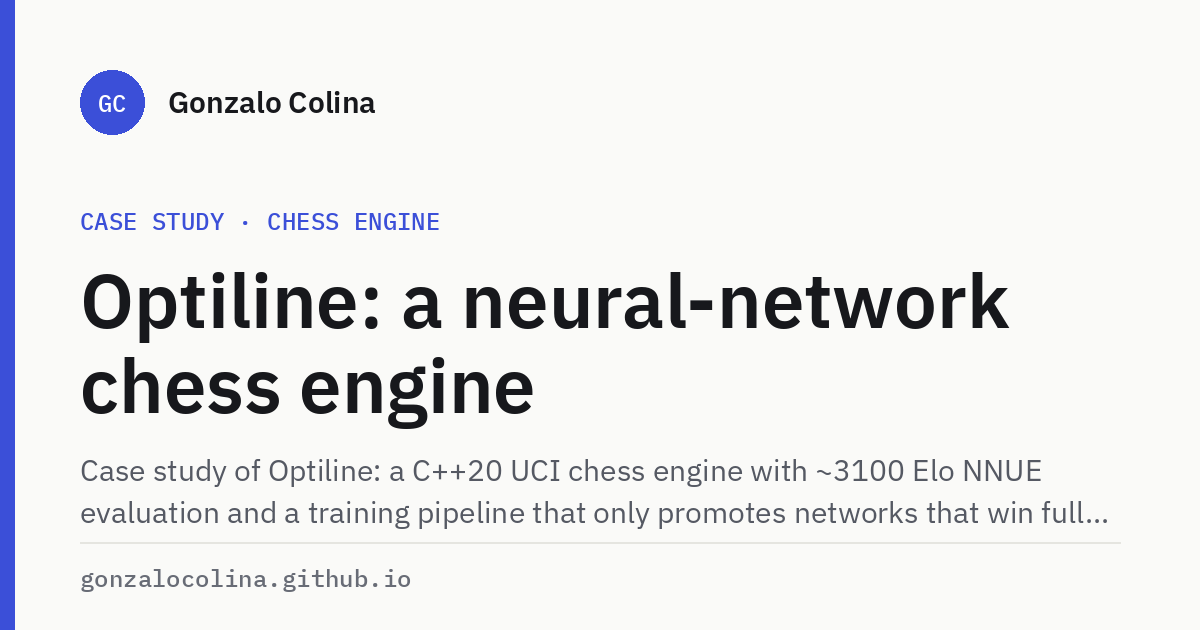 GC
Gonzalo Colina
CASE STUDY · CHESS ENGINE
Optiline: a neural-network
chess engine
Case study of Optiline: a C++20 UCI chess engine with ~3100 Elo NNUE
evaluation and a training pipeline that only promotes networks that win full...
gonzalocolina.github.io